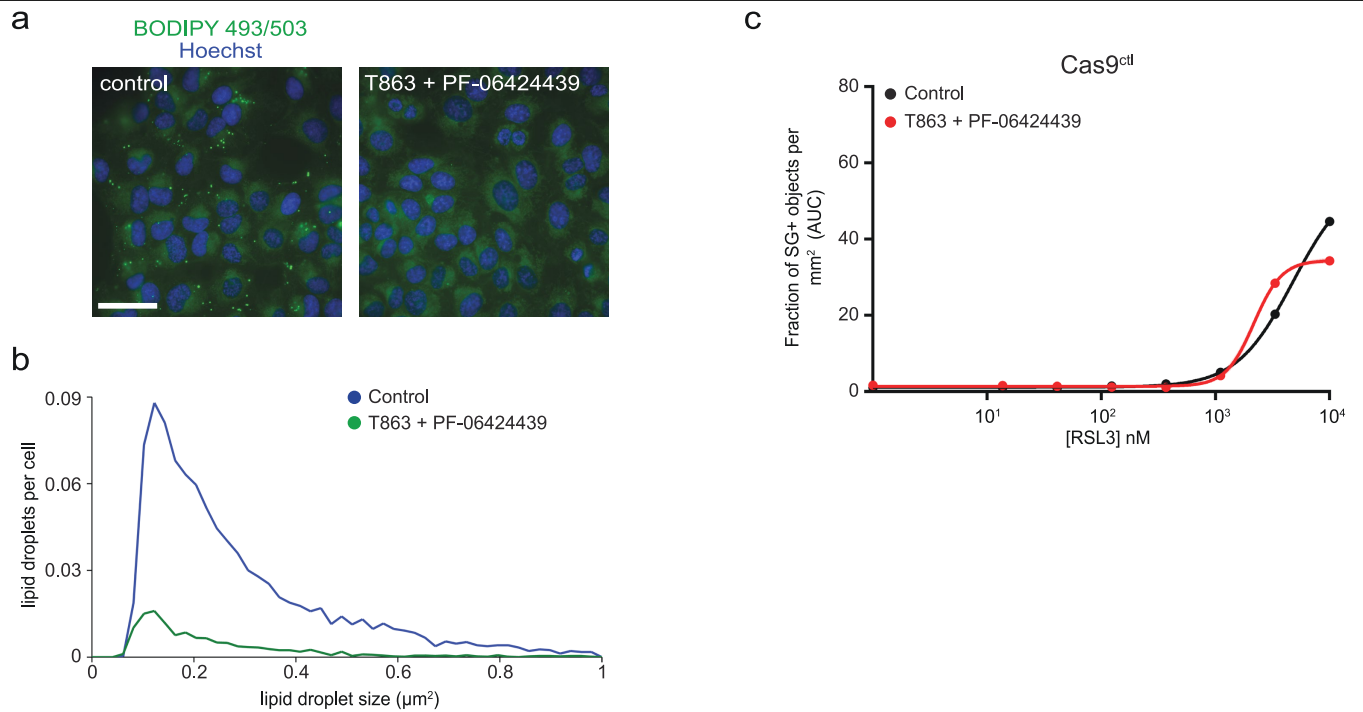 a
BODIPY 493/503
Hoechst
control
T863 + PF-06424439
b
0.09
0.06
0.03
0
lipid droplets per cell
Control
T863 + PF-06424439
0
0.2
0.4
0.6
0.8
1
lipid droplet size (µm²)
c
Cas9ᶜᵗˡ
80
60
40
20
0
Fraction of SG+ objects per
mm² (AUC)
Control
T863 + PF-06424439
10¹
10²
10³
10⁴
[RSL3] nM